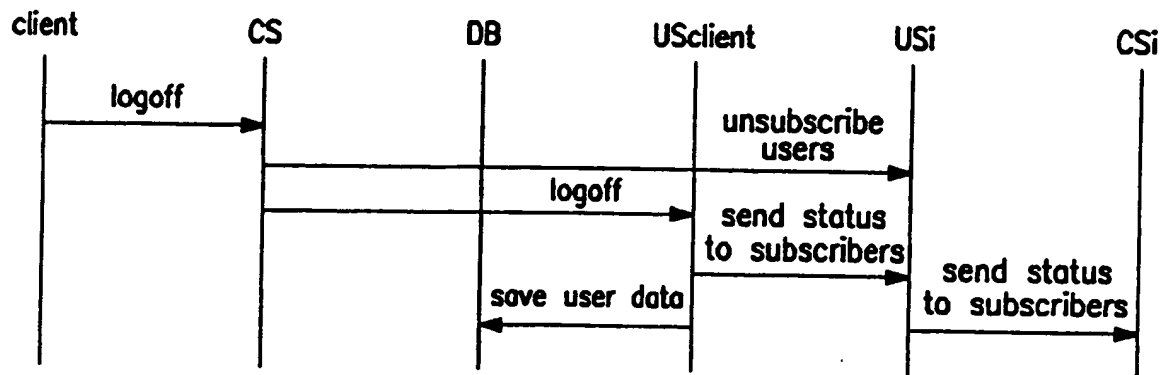 client
CS
DB
USclient
USi
CSi
logoff
unsubscribe
users
logoff
send status
to subscribers
send status
to subscribers
save user data